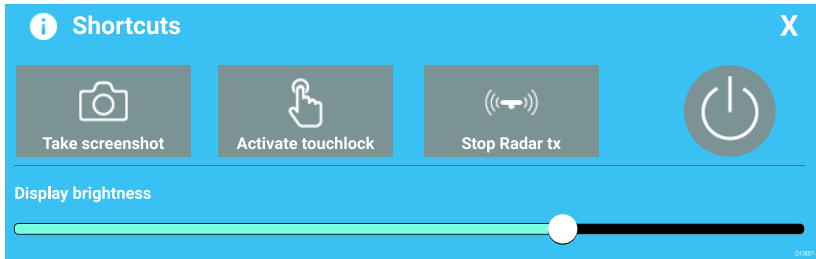 i Shortcuts X
Take screenshot
Activate touchlock
Stop Radar tx
Display brightness